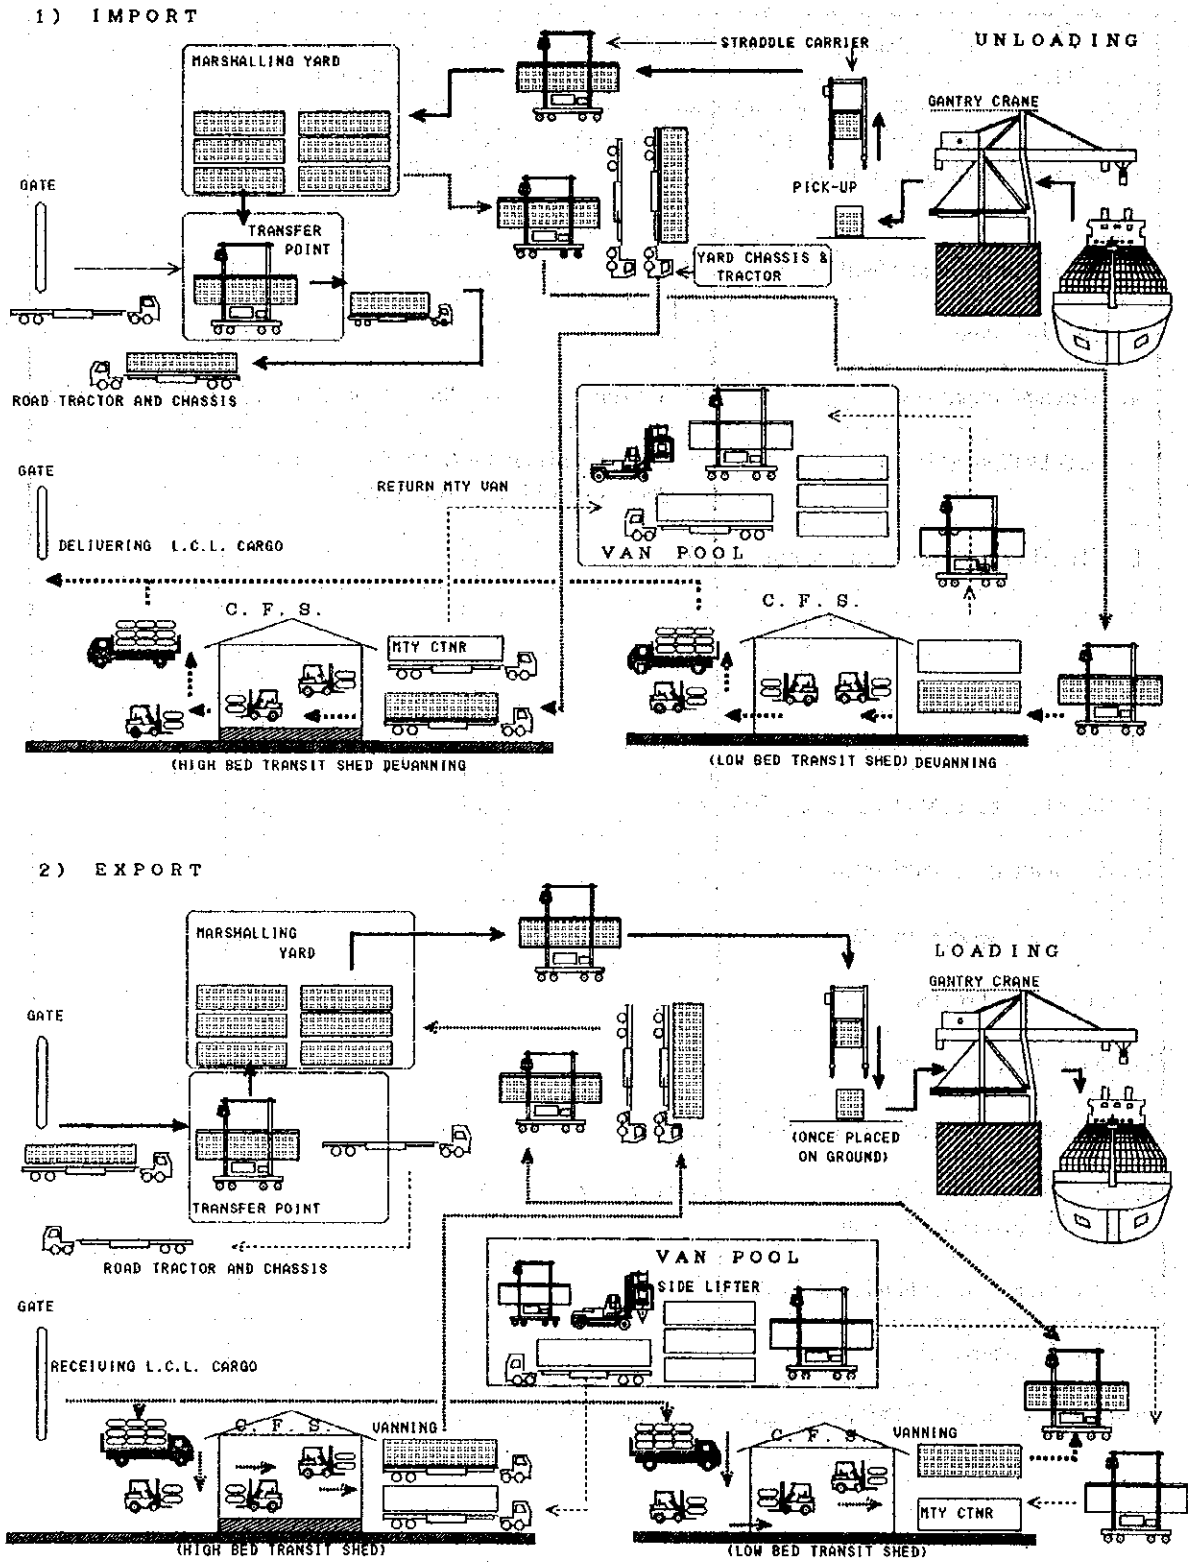 1) IMPORT
STRADDLE CARRIER
UNLOADING
MARSHALLING YARD
GANTRY CRANE
GATE
PICK-UP
TRANSFER
POINT
YARD CHASSIS &
TRACTOR
ROAD TRACTOR AND CHASSIS
GATE
RETURN MTY VAN
DELIVERING L.C.L. CARGO
VAN POOL
C. F. S.
C. F. S.
MTY CTNR
(HIGH BED TRANSIT SHED DEVANNING
(LOW BED TRANSIT SHED) DEVANNING
2) EXPORT
MARSHALLING
YARD
LOADING
GANTRY CRANE
GATE
(ONCE PLACED
ON GROUND)
TRANSFER POINT
ROAD TRACTOR AND CHASSIS
VAN POOL
SIDE LIFTER
GATE
RECEIVING L.C.L. CARGO
C. F. S.
VANNING
C. F. S
VANNING
MTY CTNR
(HIGH BED TRANSIT SHED)
(LOW BED TRANSIT SHED)